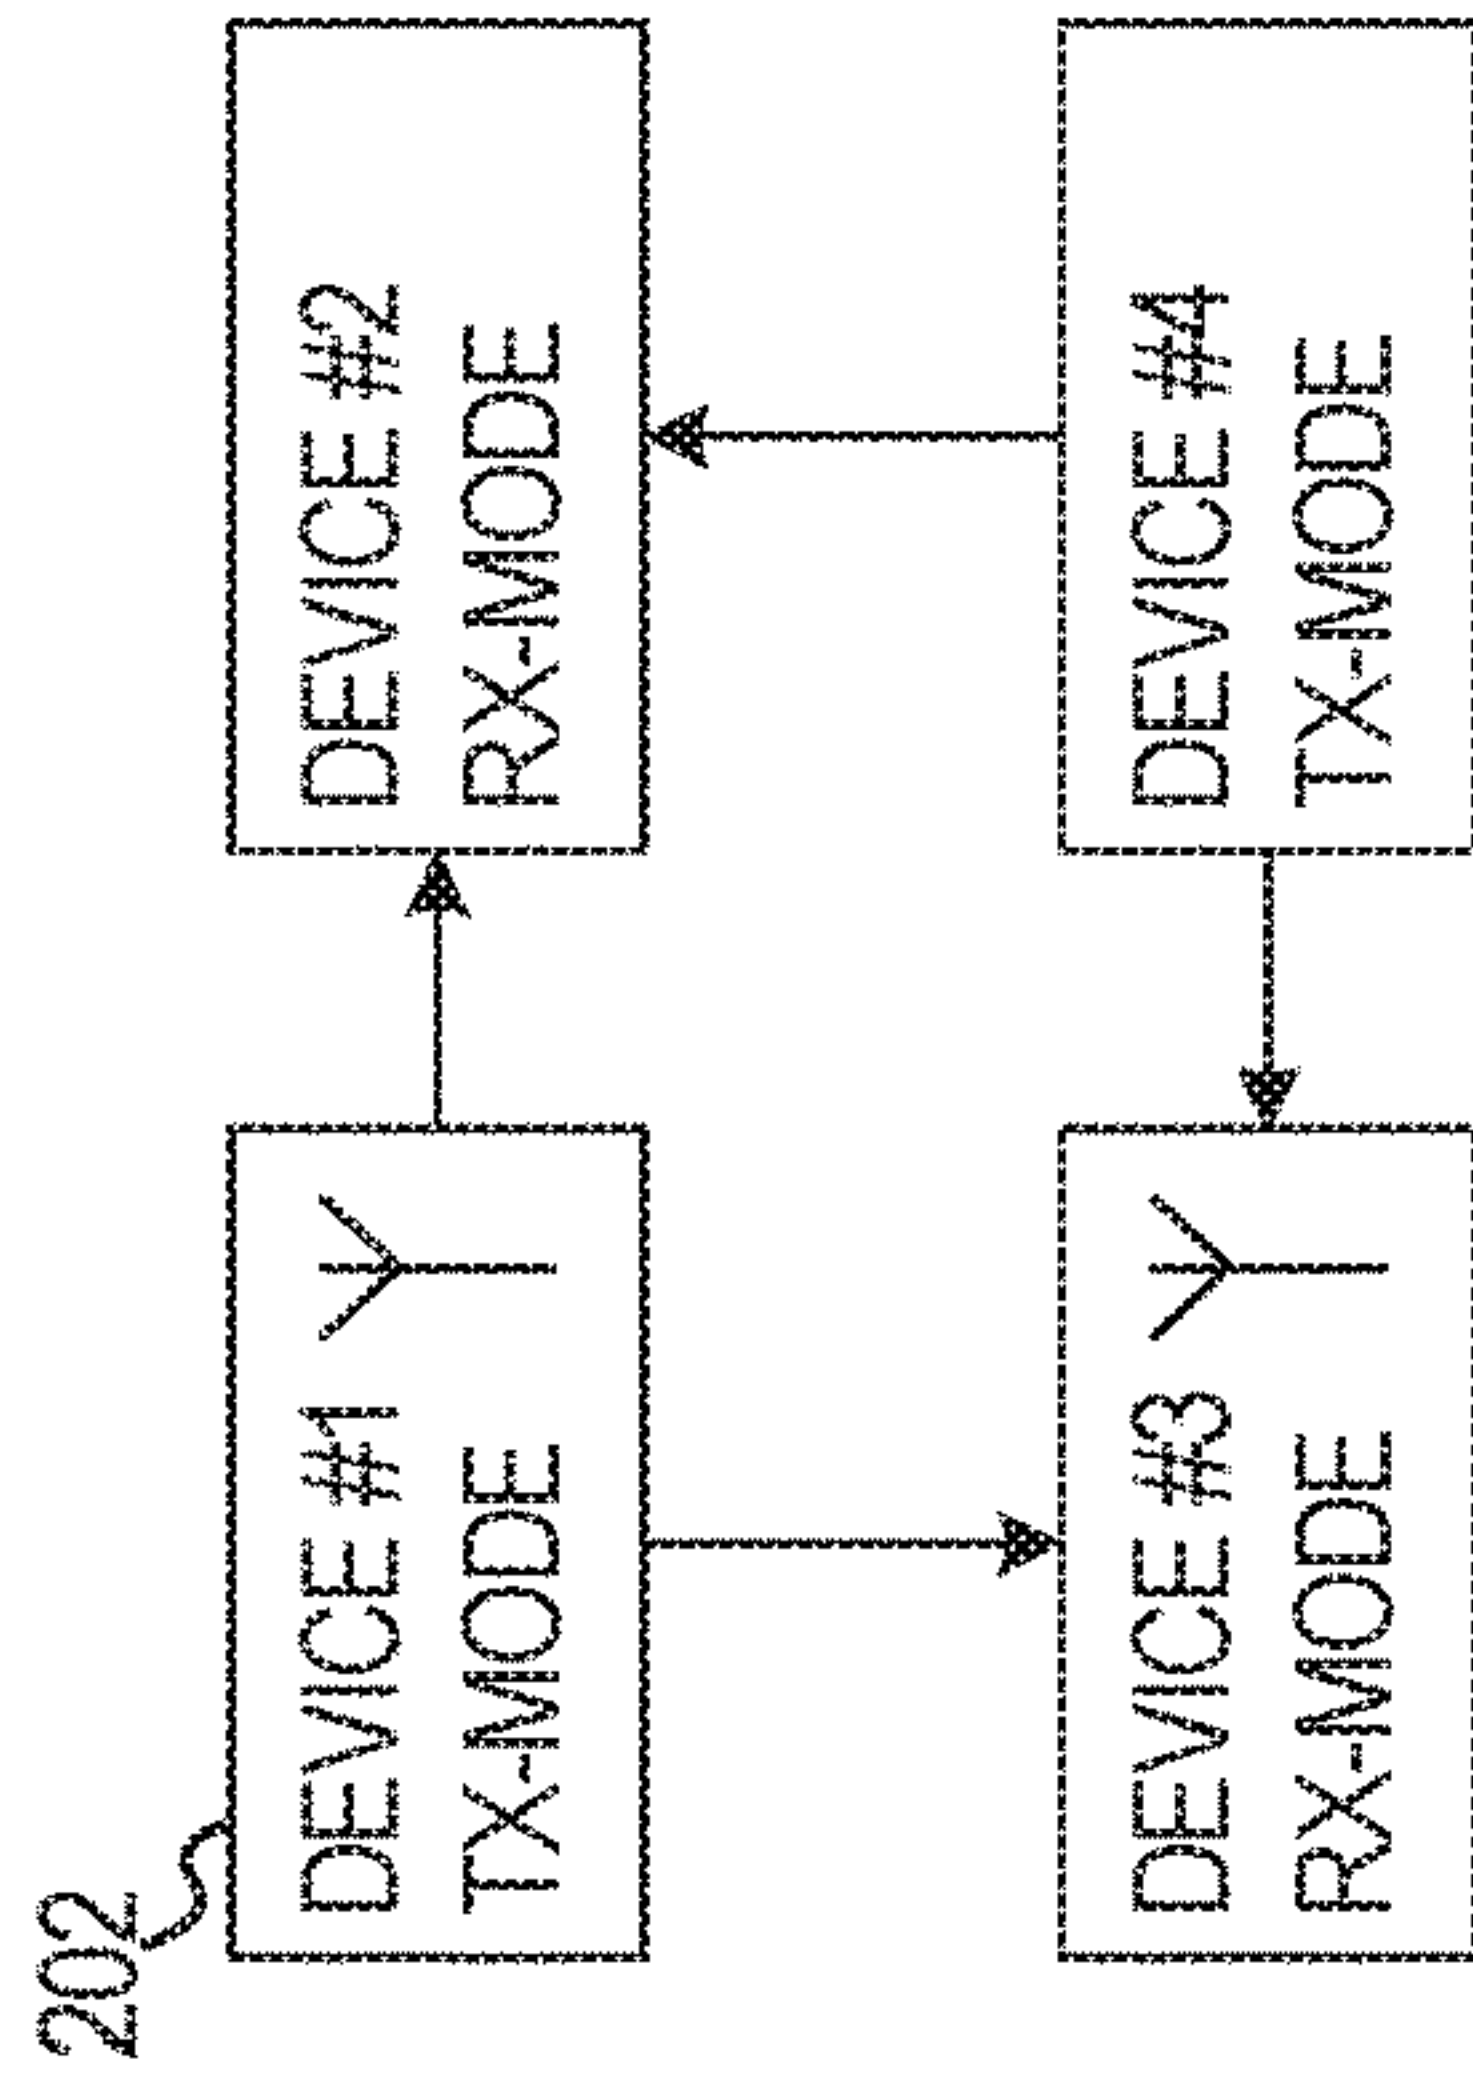 202
DEVICE #1
TX-MODE
DEVICE #2
RX-MODE
DEVICE #3
RX-MODE
DEVICE #4
TX-MODE